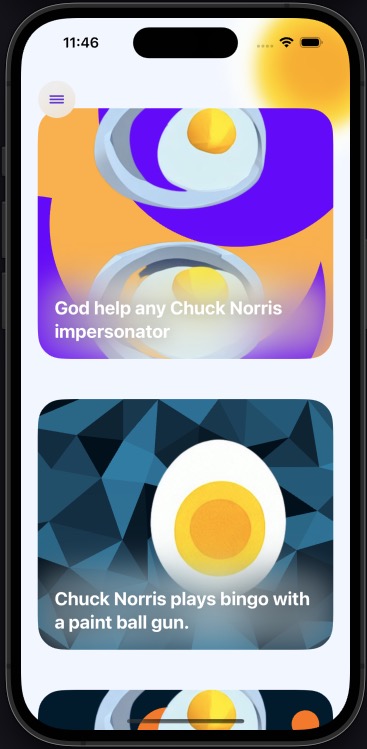 11:46
God help any Chuck Norris
impersonator
Chuck Norris plays bingo with
a paint ball gun.